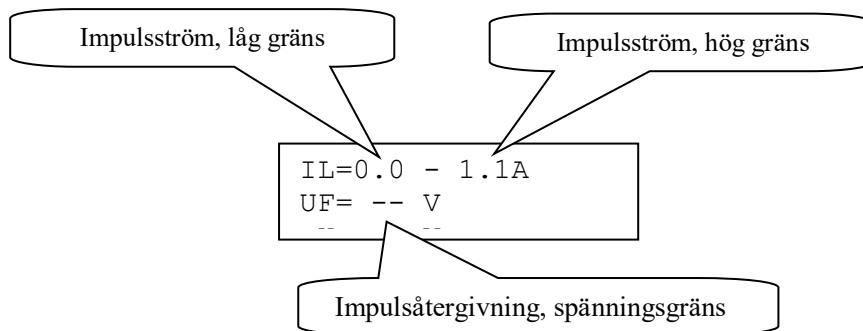 Impulsström, låg gräns
Impulsström, hög gräns
IL=0.0 - 1.1A
UF= -- V
-- --
Impulsåtergivning, spänningsgräns